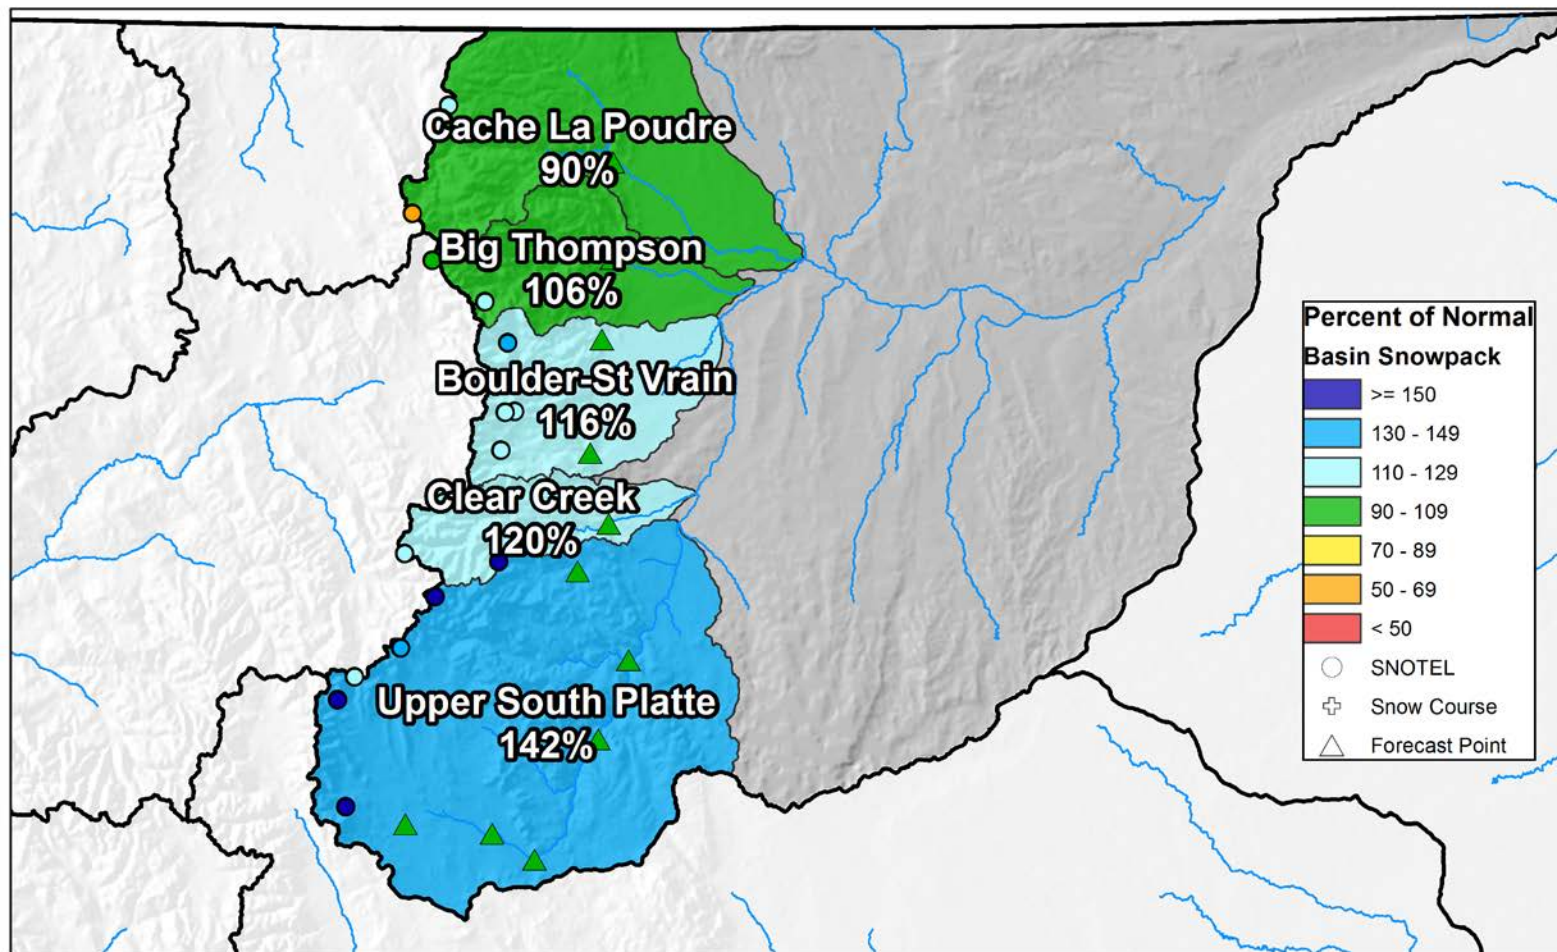 Cache La Poudre
90%
Big Thompson
106%
Boulder-St Vrain
116%
Clear Creek
120%
Upper South Platte
142%
Percent of Normal
Basin Snowpack
>= 150
130 - 149
110 - 129
90 - 109
70 - 89
50 - 69
< 50
SNOTEL
Snow Course
Forecast Point